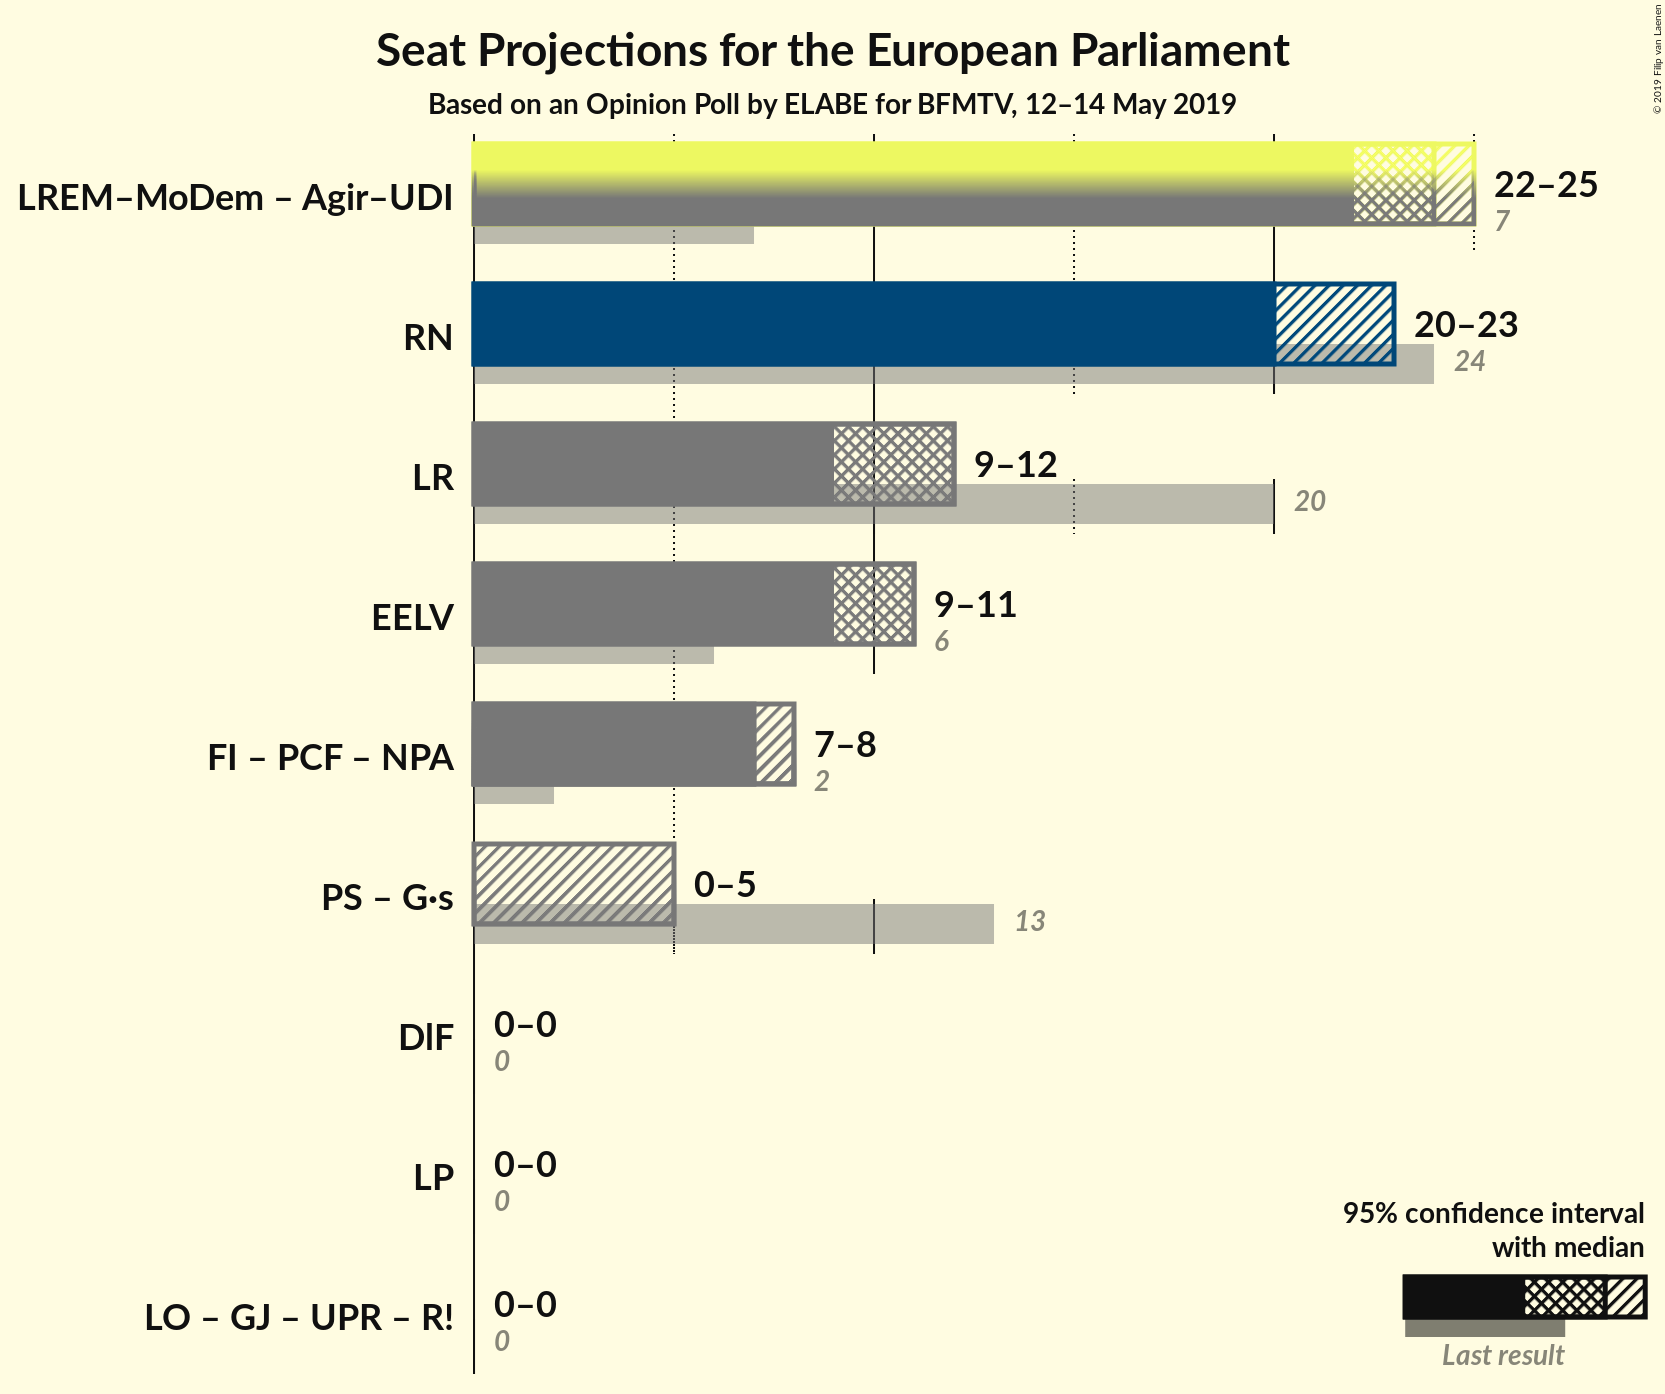 Seat Projections for the European Parliament
Based on an Opinion Poll by ELABE for BFMTV, 12–14 May 2019
© 2019 Filip van Laenen
LREM–MoDem – Agir–UDI
22–25
7
RN
20–23
24
LR
9–12
20
EELV
9–11
6
FI – PCF – NPA
7–8
2
PS – G·s
0–5
13
DlF
0–0
0
LP
0–0
0
LO – GJ – UPR – R!
0–0
0
95% confidence interval
with median
Last result